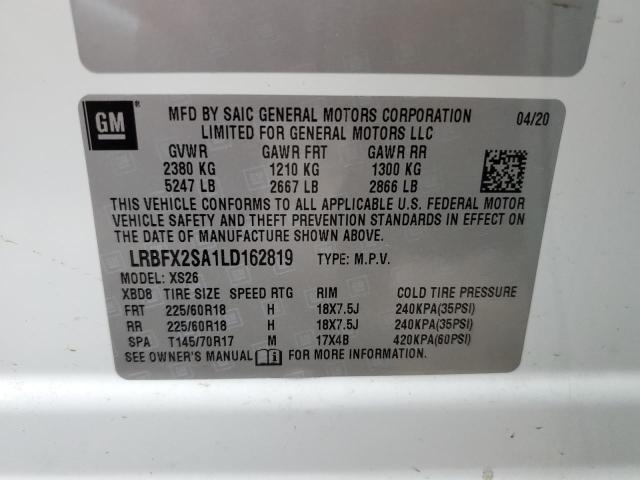 GM
MFD BY SAIC GENERAL MOTORS CORPORATION 04/20
LIMITED FOR GENERAL MOTORS LLC
GVWR GAWR FRT GAWR RR
2380 KG 1210 KG 1300 KG
5247 LB 2667 LB 2866 LB
THIS VEHICLE CONFORMS TO ALL APPLICABLE U.S. FEDERAL MOTOR
VEHICLE SAFETY AND THEFT PREVENTION STANDARDS IN EFFECT ON
THE DATE OF MANUFACTURE SHOWN ABOVE.
LRBFX2SA1LD162819 TYPE: M.P.V.
MODEL: XS26
XBD8 TIRE SIZE SPEED RTG RIM COLD TIRE PRESSURE
FRT 225/60R18 H 18X7.5J 240KPA(35PSI)
RR 225/60R18 H 18X7.5J 240KPA(35PSI)
SPA T145/70R17 M 17X4B 420KPA(60PSI)
SEE OWNER'S MANUAL FOR MORE INFORMATION.